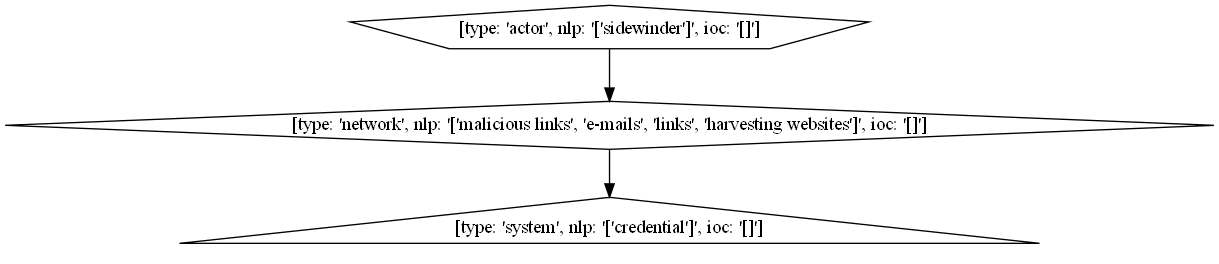 [type: 'actor', nlp: '['sidewinder']', ioc: '[]']
[type: 'network', nlp: '['malicious links', 'e-mails', 'links', 'harvesting websites']', ioc: '[]']
[type: 'system', nlp: '['credential']', ioc: '[]']